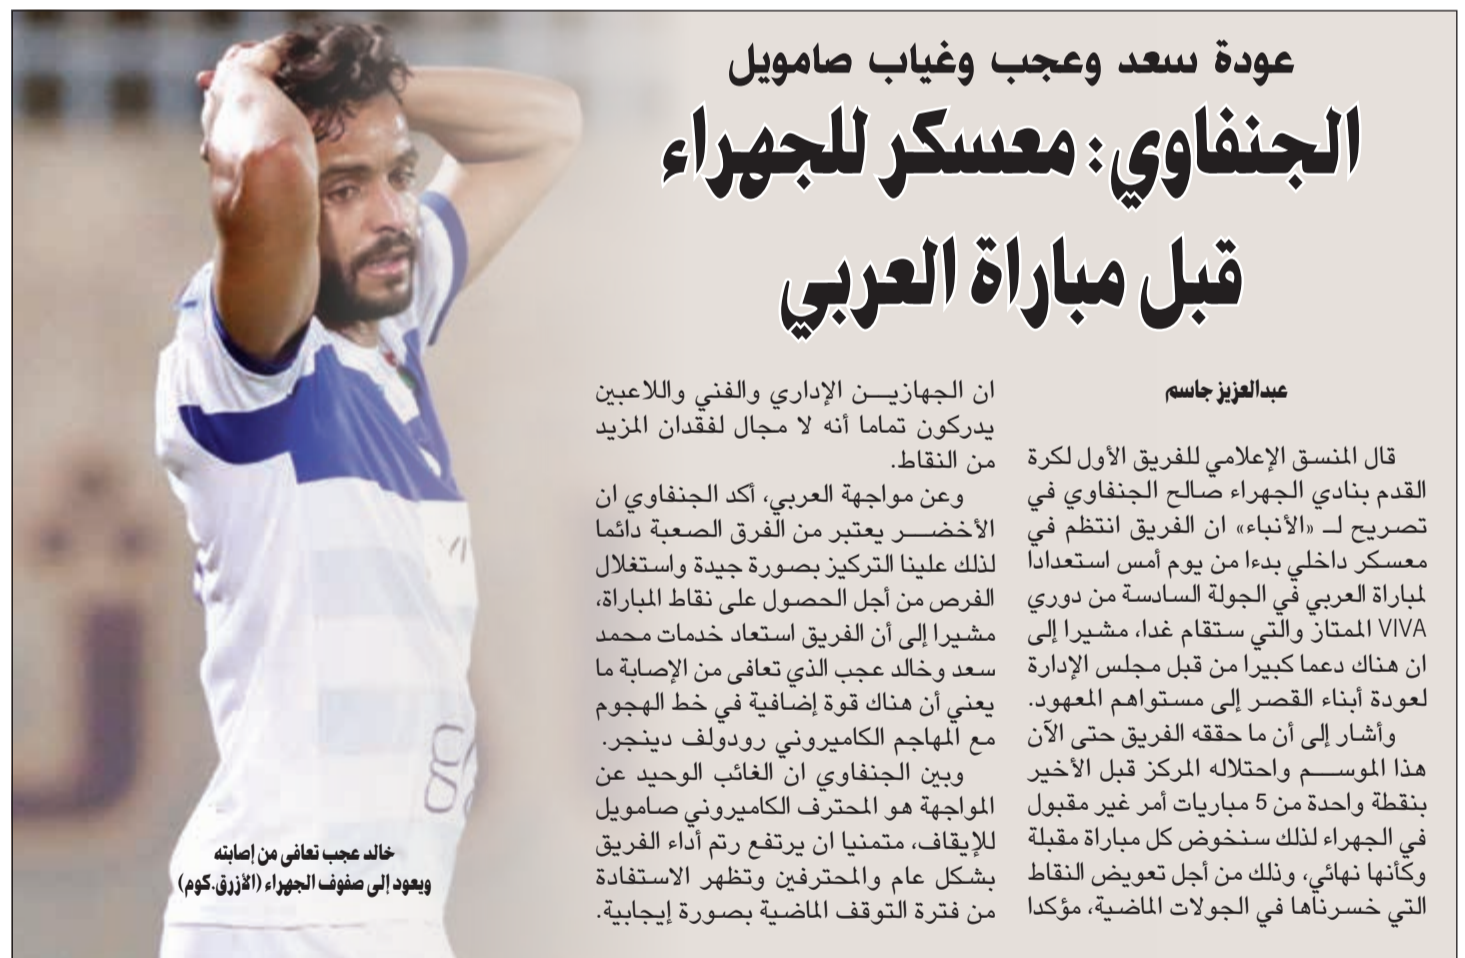 عودة سعد وعجب وغياب صامويل
الجنفاوي: معسكر للجهراء
قبل مباراة العربي
عبدالعزيز جاسم
قال المنسق الإعلامي للفريق الأول لكرة
القدم بنادي الجهراء صالح الجنفاوي في
تصريح لـ «الأنباء» ان الفريق انتظم في
معسكر داخلي بدءا من يوم أمس استعدادا
لمباراة العربي في الجولة السادسة من دوري
VIVA الممتاز والتي ستقام غدا، مشيرا إلى
ان هناك دعما كبيرا من قبل مجلس الإدارة
لعودة أبناء القصر إلى مستواهم المعهود.
وأشار إلى أن ما حققه الفريق حتى الآن
هذا الموســـم واحتلاله المركز قبل الأخير
بنقطة واحدة من 5 مباريات أمر غير مقبول
في الجهراء لذلك سنخوض كل مباراة مقبلة
وكأنها نهائي، وذلك من أجل تعويض النقاط
التي خسرناها في الجولات الماضية، مؤكدا
ان الجهازيـــن الإداري والفني واللاعبين
يدركون تماما أنه لا مجال لفقدان المزيد
من النقاط.
وعن مواجهة العربي، أكد الجنفاوي ان
الأخضـــر يعتبر من الفرق الصعبة دائما
لذلك علينا التركيز بصورة جيدة واستغلال
الفرص من أجل الحصول على نقاط المباراة،
مشيرا إلى أن الفريق استعاد خدمات محمد
سعد وخالد عجب الذي تعافى من الإصابة ما
يعني أن هناك قوة إضافية في خط الهجوم
مع المهاجم الكاميروني رودولف دينجر.
وبين الجنفاوي ان الغائب الوحيد عن
المواجهة هو المحترف الكاميروني صامويل
للإيقاف، متمنيا ان يرتفع رتم أداء الفريق
بشكل عام والمحترفين وتظهر الاستفادة
من فترة التوقف الماضية بصورة إيجابية.
خالد عجب تعافى من إصابته
ويعود إلى صفوف الجهراء (الأزرق.كوم)